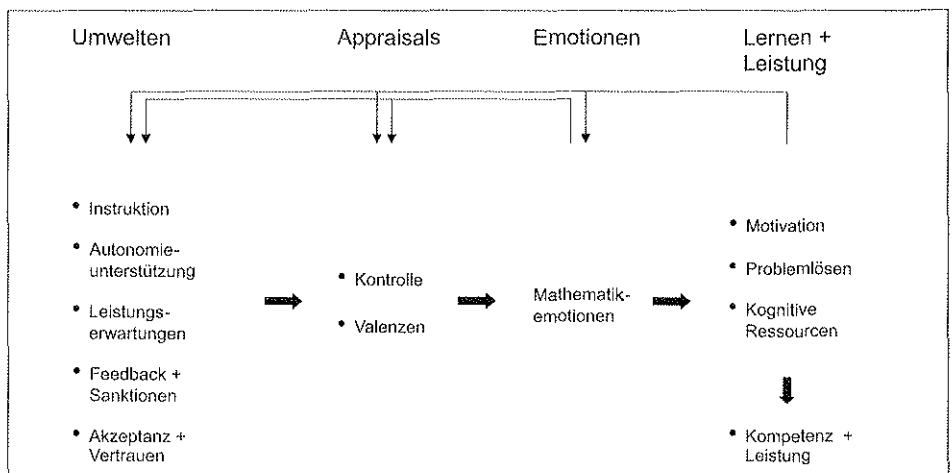 Umwelten
Appraisals
Emotionen
Lernen +
Leistung
• Instruktion
• Autonomie-
unterstützung
• Leistungs-
erwartungen
• Feedback +
Sanktionen
• Akzeptanz +
Vertrauen
• Kontrolle
• Valenzen
Mathematik-
emotionen
• Motivation
• Problemlösen
• Kognitive
Ressourcen
• Kompetenz +
Leistung